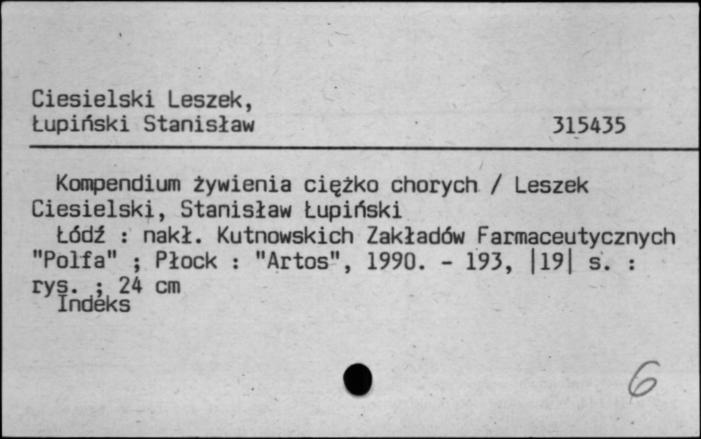 Ciesielski Leszek,
Łupiński Stanisław 315435
Kompendium żywienia ciężko chorych / Leszek
Ciesielski, Stanisław Łupiński
Łódź : nakł. Kutnowskich Zakładów Farmaceutycznych
"Polfa" ; Płock : "Artos", 1990. - 193, |19| s. :
rys. ; 24 cm
Indeks
6